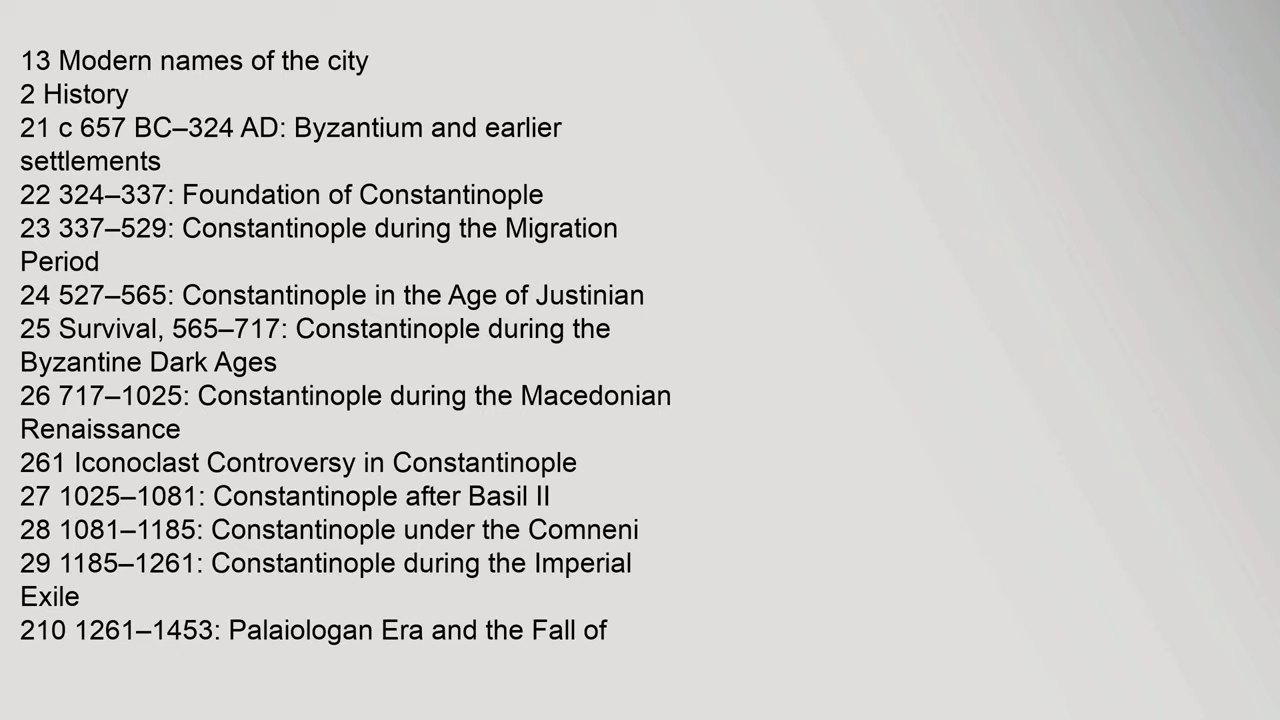 13 Modern names of the city
2 History
21 c 657 BC–324 AD: Byzantium and earlier
settlements
22 324–337: Foundation of Constantinople
23 337–529: Constantinople during the Migration
Period
24 527–565: Constantinople in the Age of Justinian
25 Survival, 565–717: Constantinople during the
Byzantine Dark Ages
26 717–1025: Constantinople during the Macedonian
Renaissance
261 Iconoclast Controversy in Constantinople
27 1025–1081: Constantinople after Basil II
28 1081–1185: Constantinople under the Comneni
29 1185–1261: Constantinople during the Imperial
Exile
210 1261–1453: Palaiologan Era and the Fall of